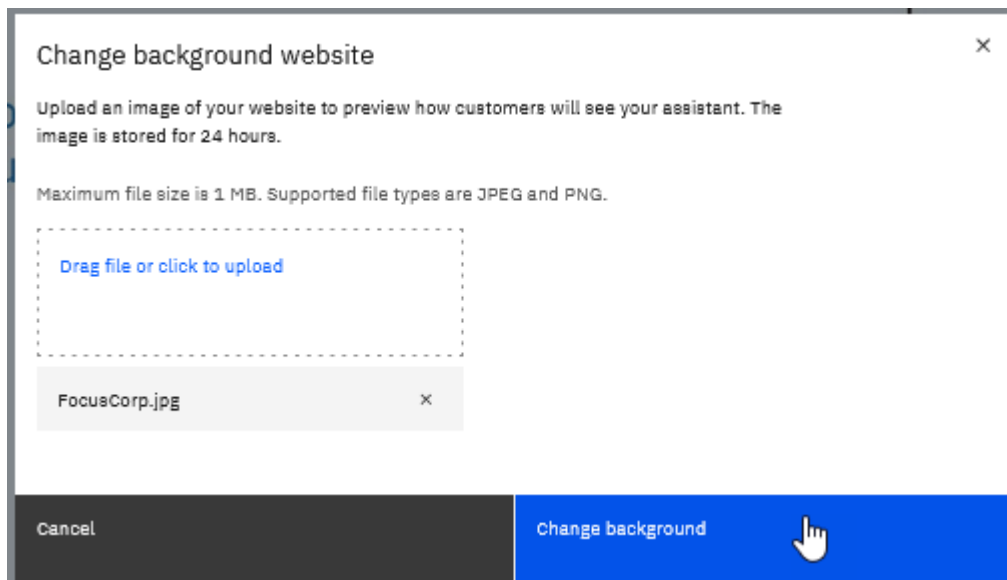 Change background website
Upload an image of your website to preview how customers will see your assistant. The
image is stored for 24 hours.
Maximum file size is 1 MB. Supported file types are JPEG and PNG.
Drag file or click to upload
FocusCorp.jpg
Cancel
Change background